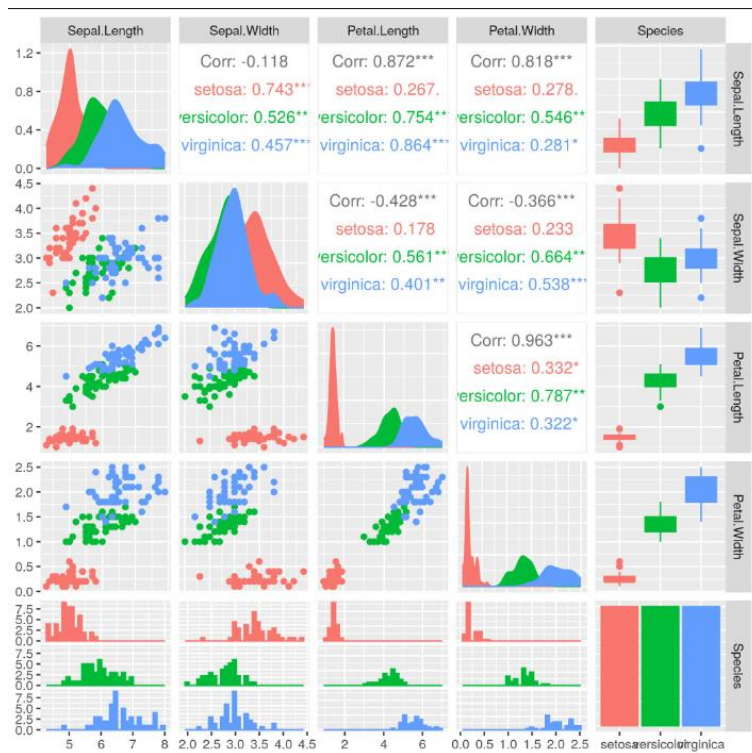 Sepal.Length Sepal.Width Petal.Length Petal.Width Species
1.2
0.8
0.4
0.0
Corr: -0.118
setosa: 0.743**
versicolor: 0.526**
virginica: 0.457**
Corr: 0.872***
setosa: 0.267.
versicolor: 0.754**
virginica: 0.864**
Corr: 0.818***
setosa: 0.278.
versicolor: 0.546**
virginica: 0.281*
Sepal.Length
4.5
4.0
3.5
3.0
2.5
2.0
Corr: -0.428***
setosa: 0.178
versicolor: 0.561**
virginica: 0.401**
Corr: -0.366***
setosa: 0.233
versicolor: 0.664**
virginica: 0.538**
Sepal.Width
6
4
2
Corr: 0.963***
setosa: 0.332*
versicolor: 0.787**
virginica: 0.322*
Petal.Length
2.5
2.0
1.5
1.0
0.5
0.0
Petal.Width
7.5
5.0
2.5
0.0
7.5
5.0
2.5
0.0
7.5
5.0
2.5
0.0
Species
5 6 7 8
2.0 2.5 3.0 3.5 4.0 4.5
2 4 6
0.0 0.5 1.0 1.5 2.0 2.5
setosa versicolor virginica